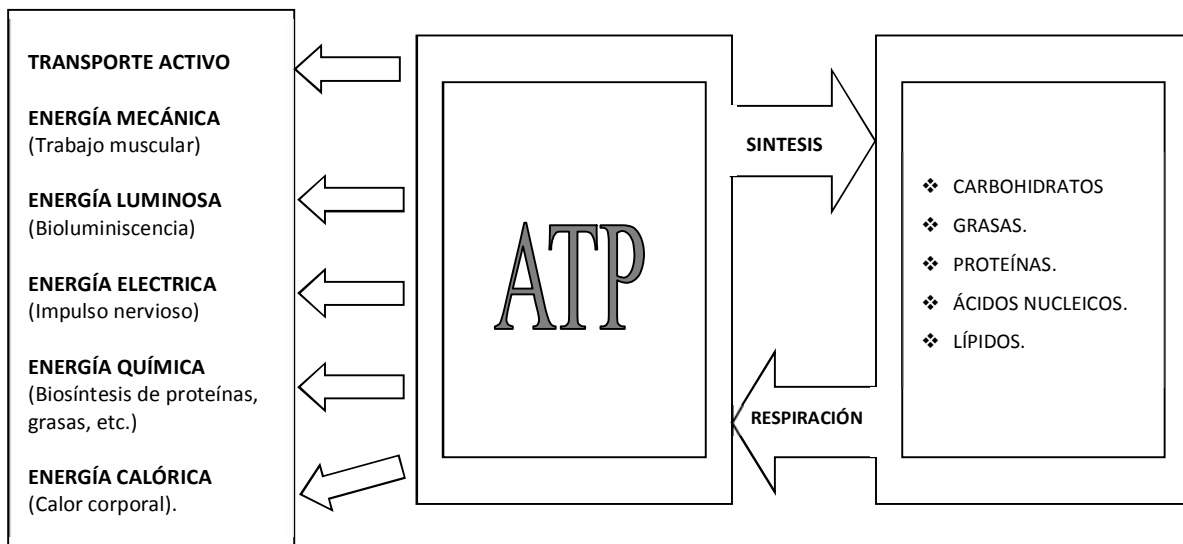 TRANSPORTE ACTIVO
ENERGÍA MECÁNICA
(Trabajo muscular)
ENERGÍA LUMINOSA
(Bioluminiscencia)
ENERGÍA ELECTRICA
(Impulso nervioso)
ENERGÍA QUÍMICA
(Biosíntesis de proteínas,
grasas, etc.)
ENERGÍA CALÓRICA
(Calor corporal).
ATP
SINTESIS
RESPIRACIÓN
❖ CARBOHIDRATOS
❖ GRASAS.
❖ PROTEÍNAS.
❖ ÁCIDOS NUCLEICOS.
❖ LÍPIDOS.